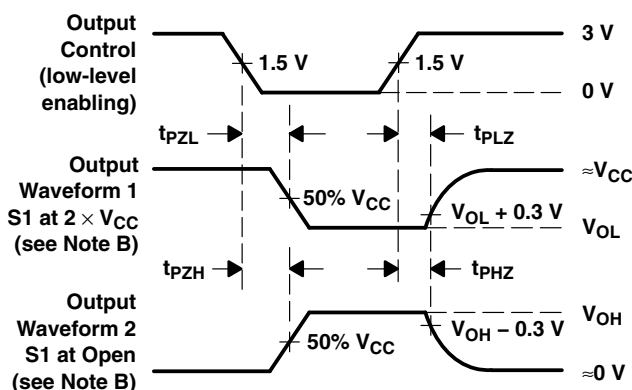 Output
Control
(low-level
enabling)
1.5 V
1.5 V
3 V
0 V
tPZL
tPLZ
Output
Waveform 1
S1 at 2 × VCC
(see Note B)
50% VCC
VOL + 0.3 V
≈VCC
VOL
tPZH
tPHZ
Output
Waveform 2
S1 at Open
(see Note B)
50% VCC
VOH − 0.3 V
VOH
≈0 V